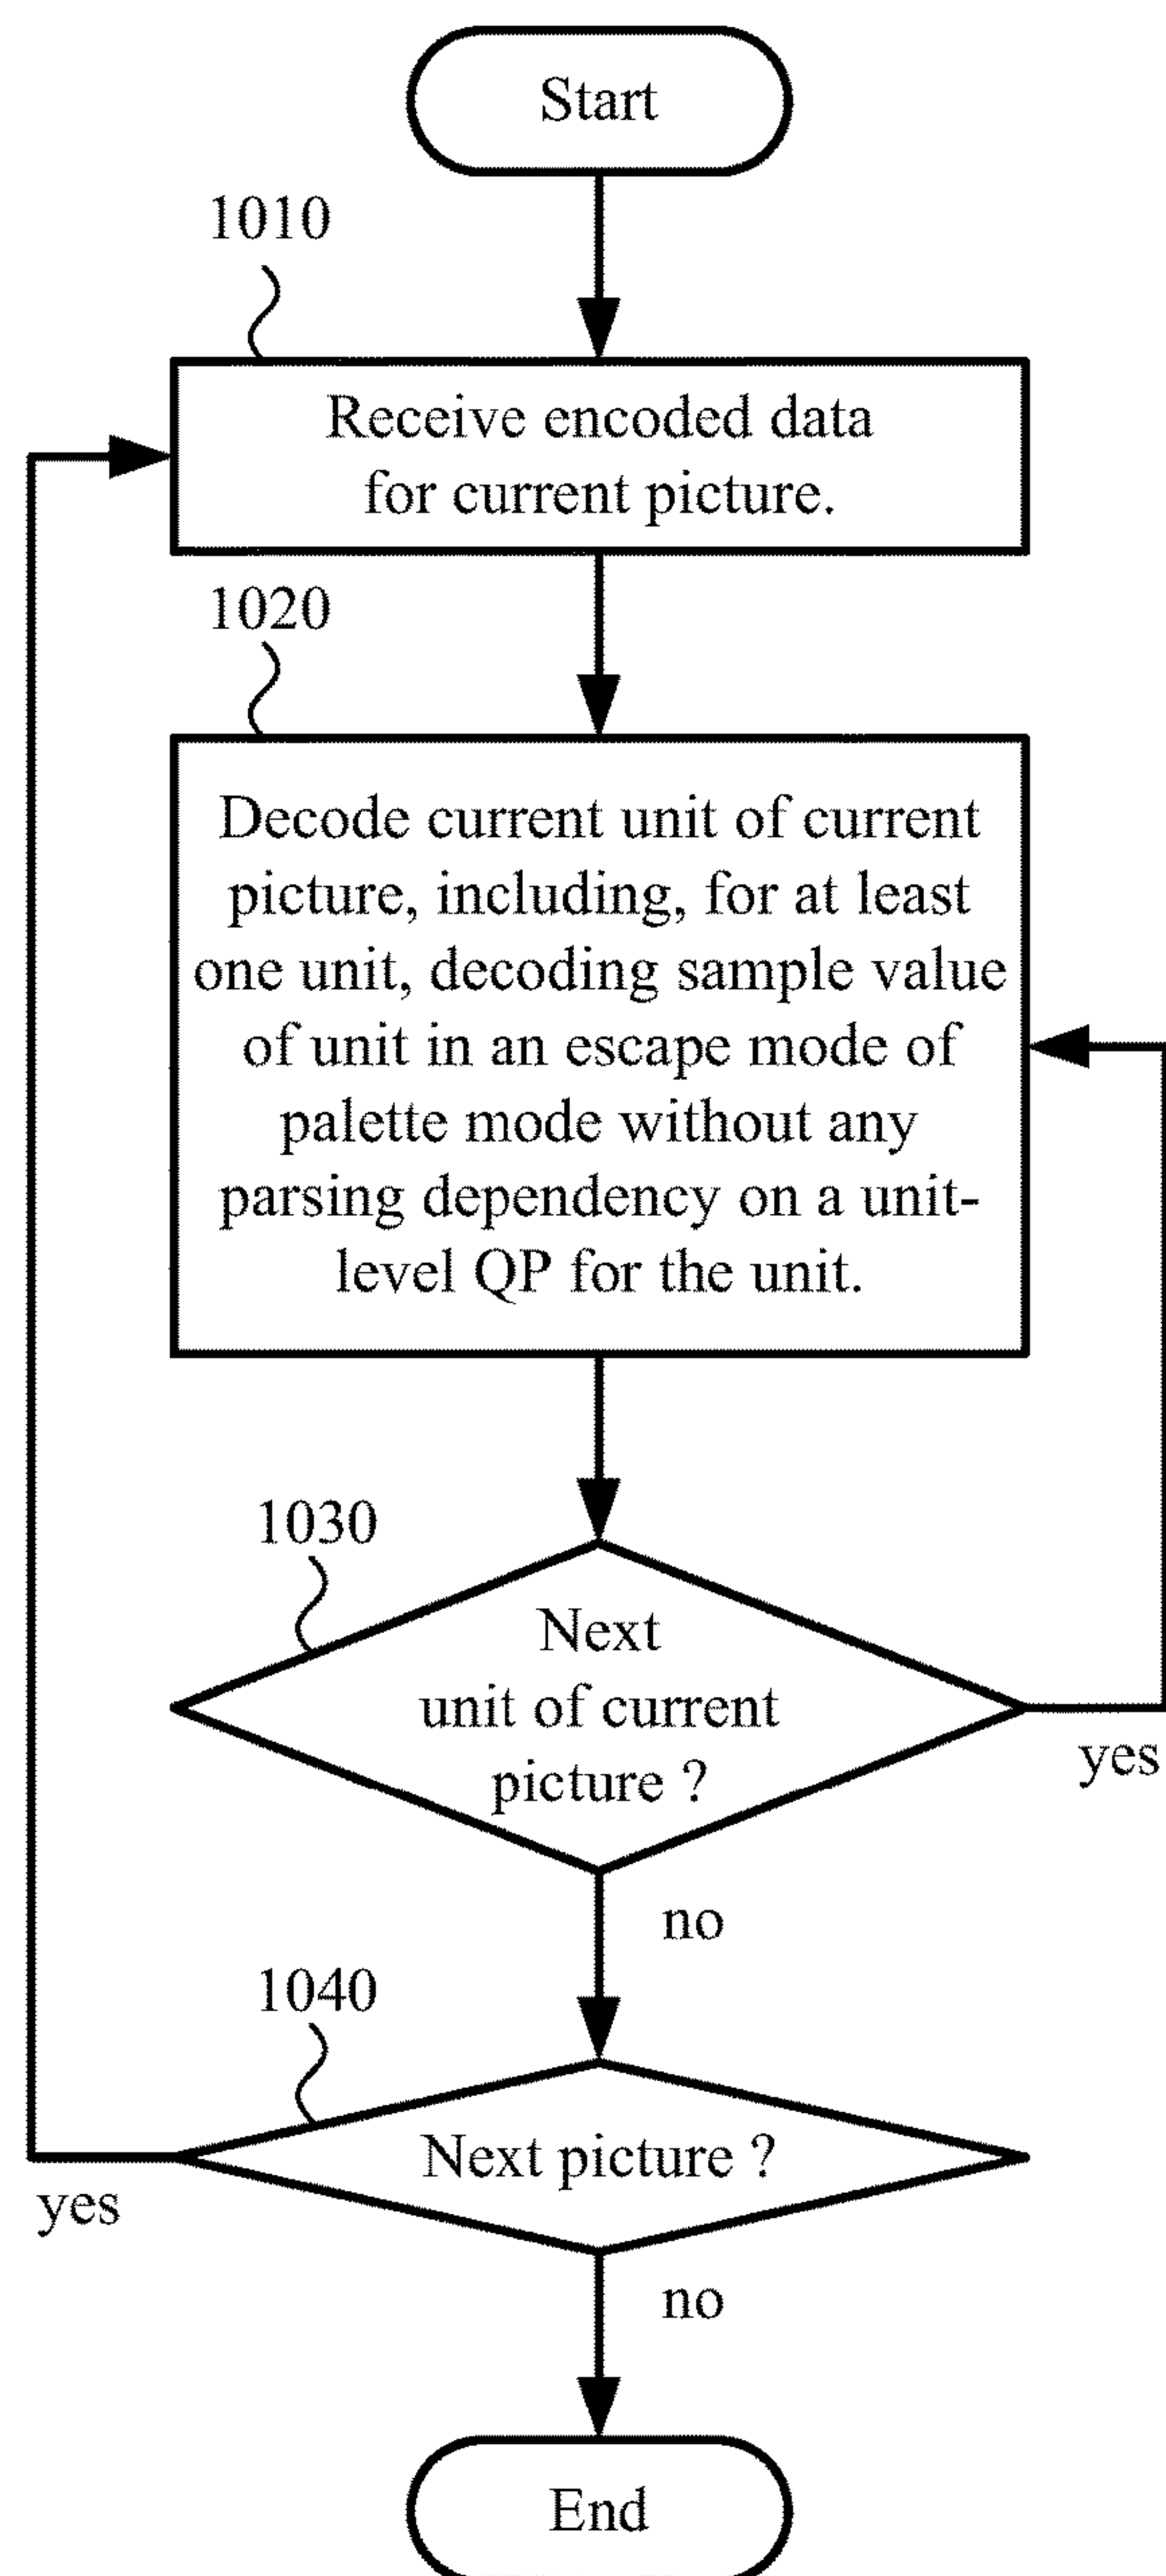 Start
1010
Receive encoded data
for current picture.
1020
Decode current unit of current
picture, including, for at least
one unit, decoding sample value
of unit in an escape mode of
palette mode without any
parsing dependency on a unit-
level QP for the unit.
1030
Next
unit of current
picture ?
yes
no
1040
Next picture ?
yes
no
End